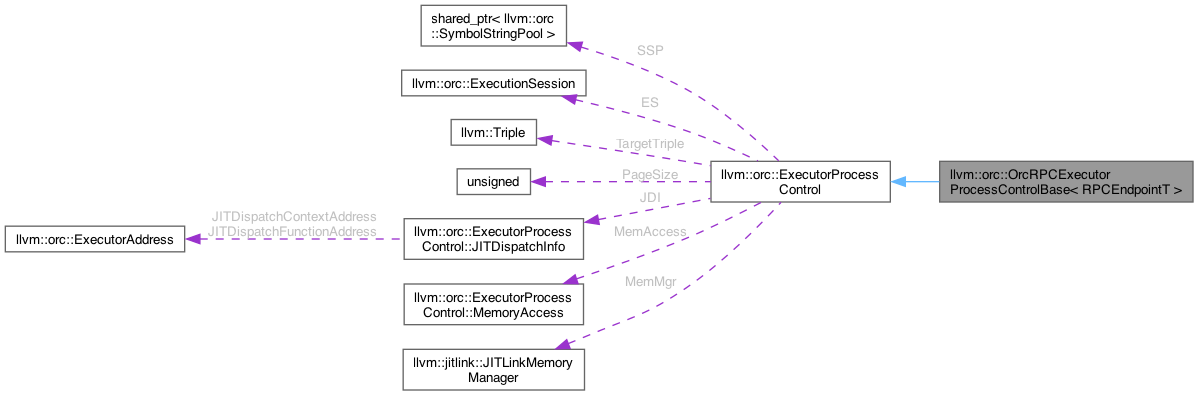 shared_ptr< llvm::orc
::SymbolStringPool >
SSP
llvm::orc::ExecutionSession
ES
llvm::Triple
TargetTriple
unsigned
PageSize
llvm::orc::ExecutorProcess
Control
llvm::orc::OrcRPCExecutor
ProcessControlBase< RPCEndpointT >
JDI
llvm::orc::ExecutorAddress
JITDispatchContextAddress
JITDispatchFunctionAddress
llvm::orc::ExecutorProcess
Control::JITDispatchInfo
MemAccess
llvm::orc::ExecutorProcess
Control::MemoryAccess
MemMgr
llvm::jitlink::JITLinkMemory
Manager